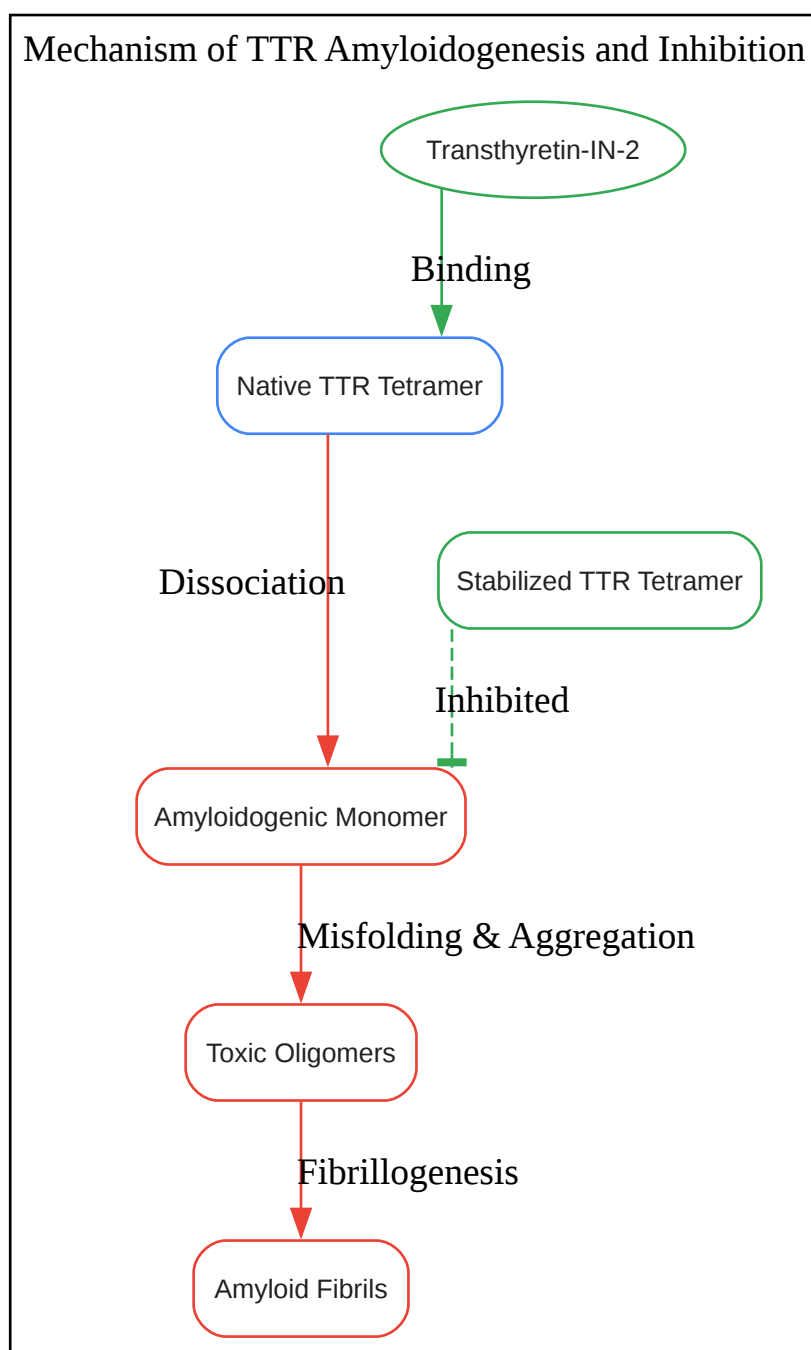 Mechanism of TTR Amyloidogenesis and Inhibition
Transthyretin-IN-2
Binding
Native TTR Tetramer
Dissociation
Stabilized TTR Tetramer
Inhibited
Amyloidogenic Monomer
Misfolding & Aggregation
Toxic Oligomers
Fibrillogenesis
Amyloid Fibrils